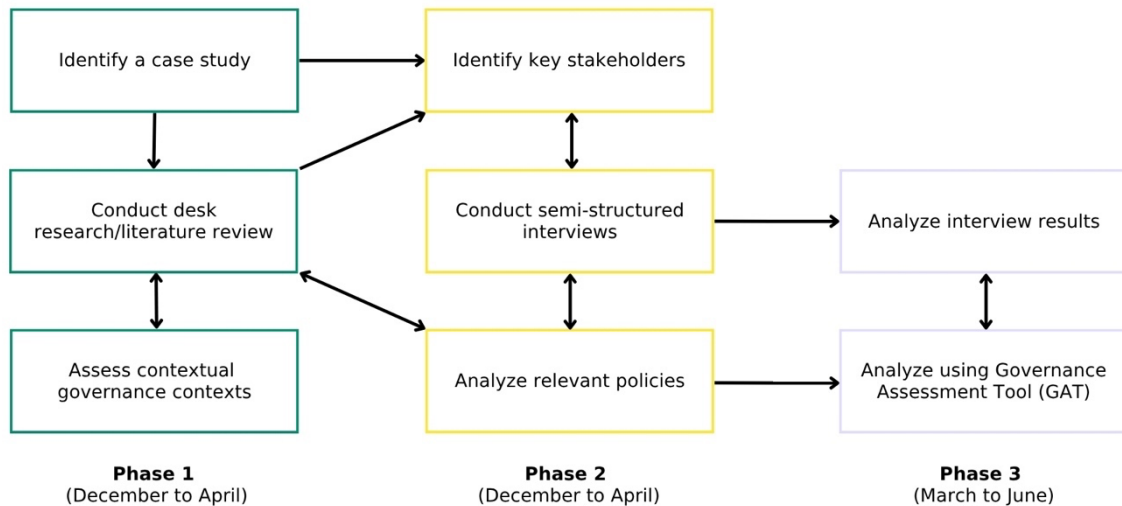 Identify a case study
Identify key stakeholders
Conduct desk
research/literature review
Conduct semi-structured
interviews
Analyze interview results
Assess contextual
governance contexts
Analyze relevant policies
Analyze using Governance
Assessment Tool (GAT)
Phase 1
(December to April)
Phase 2
(December to April)
Phase 3
(March to June)